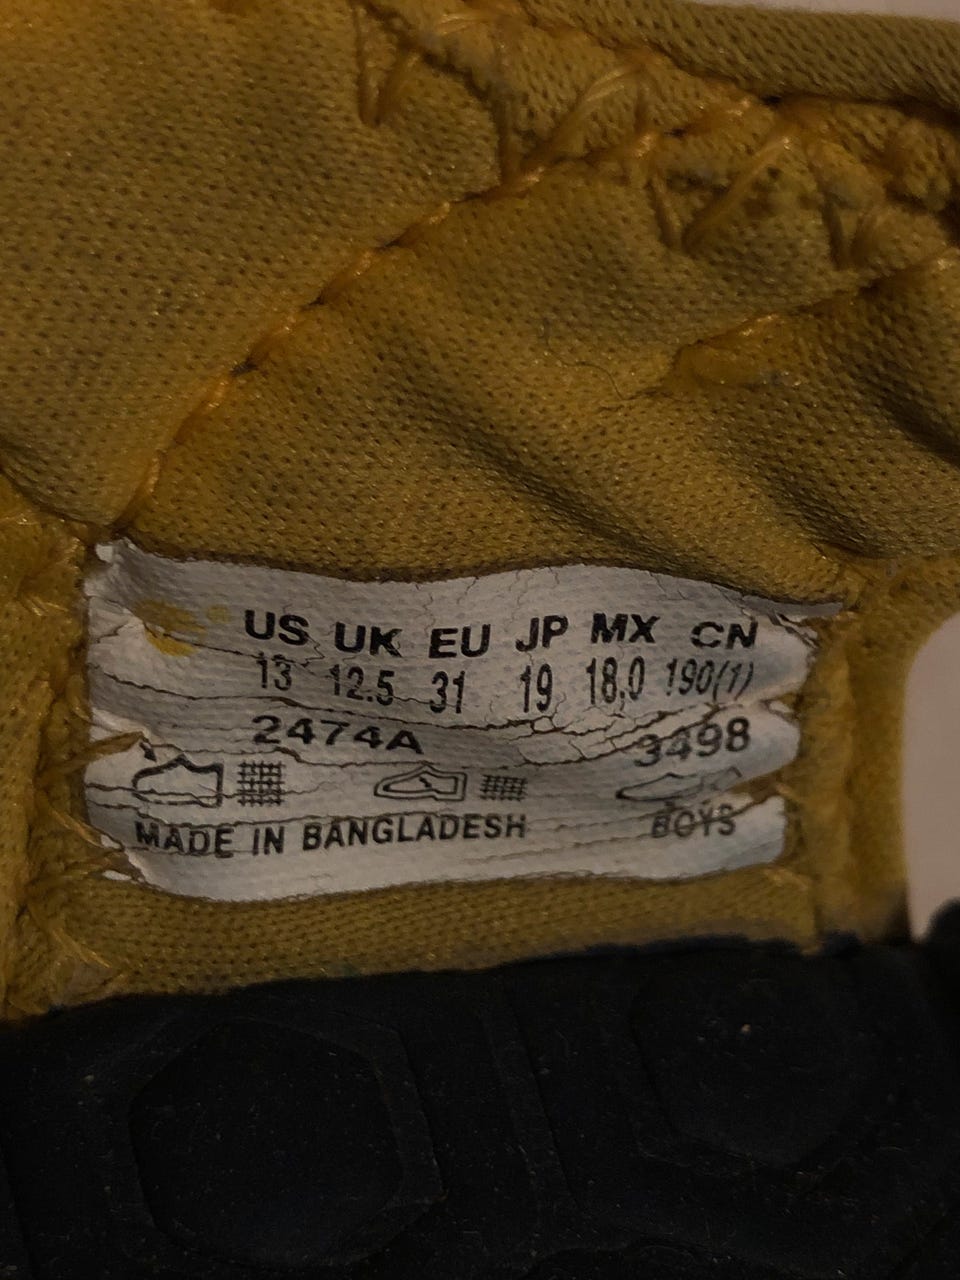 US UK EU JP MX CN
13 12.5 31 19 18.0 190(1)
2474A 3498
MADE IN BANGLADESH BOYS